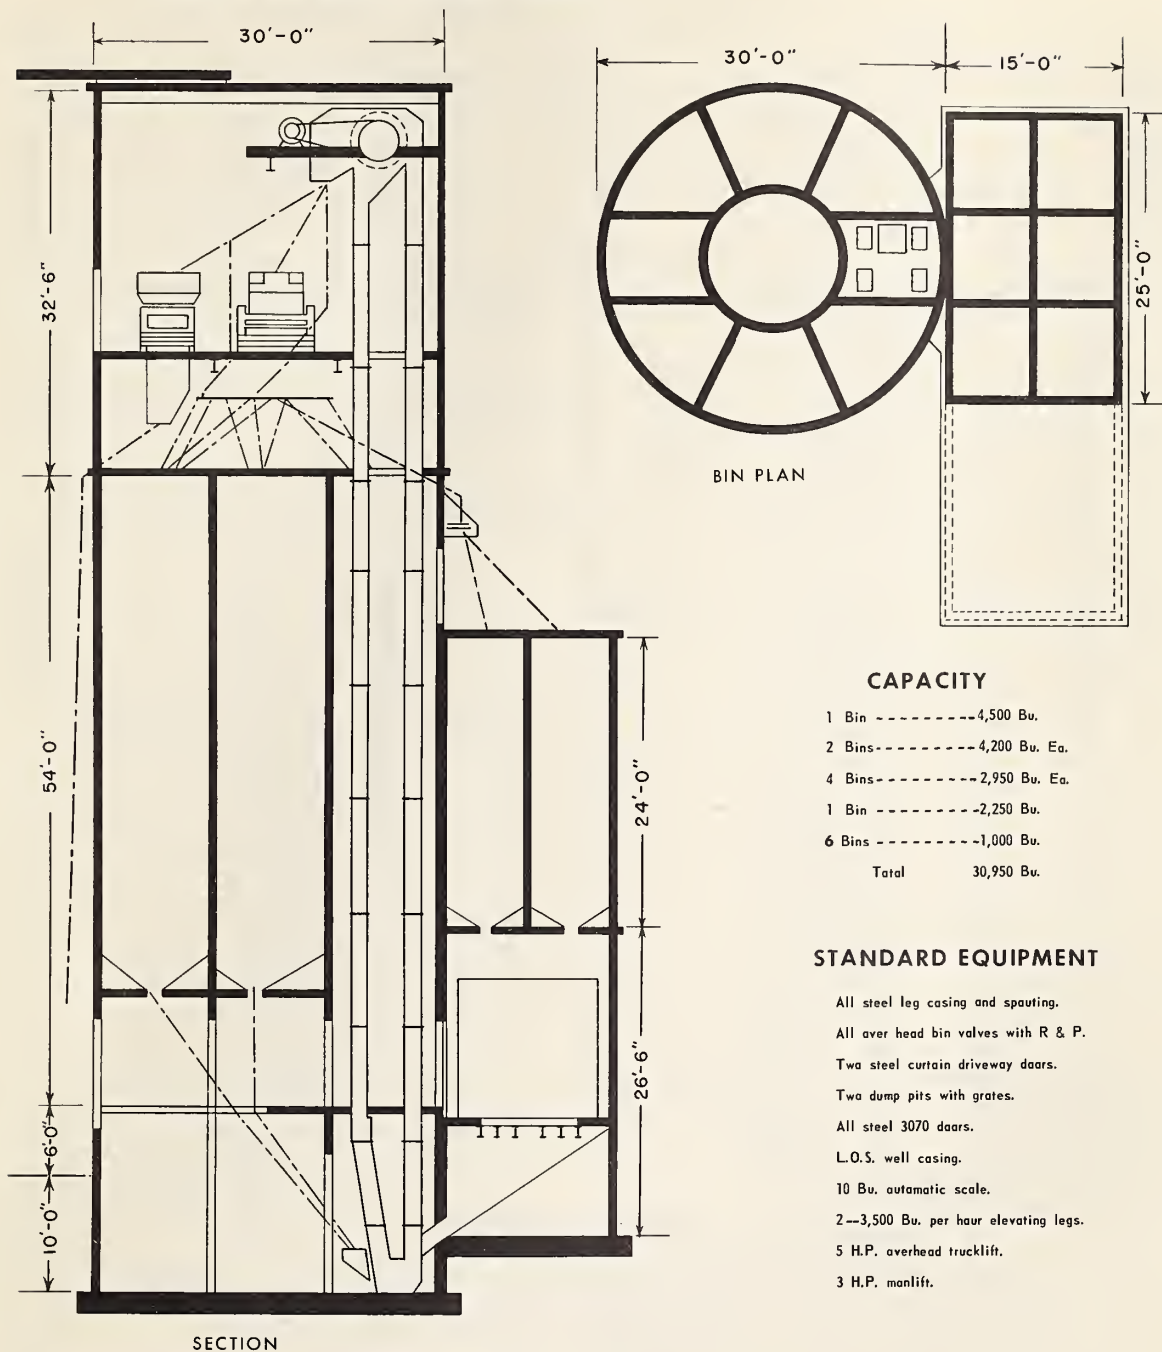 30'-0"
32'-6"
54'-0"
6'-0"
10'-0"
24'-0"
26'-6"
SECTION
30'-0"
15'-0"
25'-0"
BIN PLAN
CAPACITY
1 Bin ---------4,500 Bu.
2 Bins---------4,200 Bu. Ea.
4 Bins---------2,950 Bu. Ea.
1 Bin ---------2,250 Bu.
6 Bins ---------1,000 Bu.
Tatal 30,950 Bu.
STANDARD EQUIPMENT
All steel leg casing and spauting.
All aver head bin valves with R & P.
Twa steel curtain driveway daars.
Twa dump pits with grates.
All steel 3070 daars.
L.O.S. well casing.
10 Bu. autamatic scale.
2--3,500 Bu. per haur elevating legs.
5 H.P. averhead trucklift.
3 H.P. manlift.